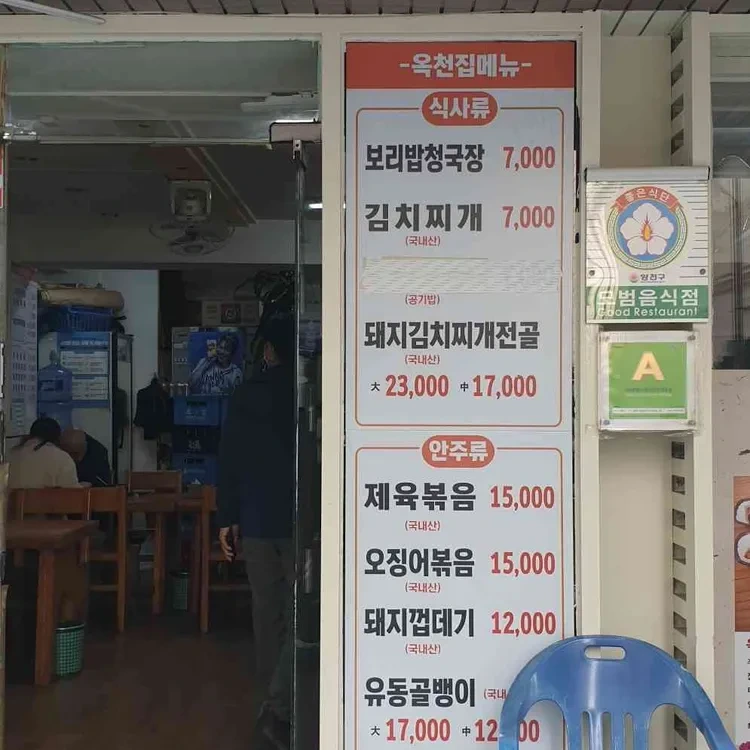 -옥천집메뉴-
식사류
보리밥청국장 7,000
김치찌개 7,000
(국내산)
(공기밥)
돼지김치찌개전골
(국내산)
大 23,000 中 17,000
안주류
제육볶음 15,000
(국내산)
오징어볶음 15,000
(국내산)
돼지껍데기 12,000
(국내산)
유동골뱅이 (국내
大 17,000 中
좋은식단
양천구
모범음식점
Good Restaurant
A